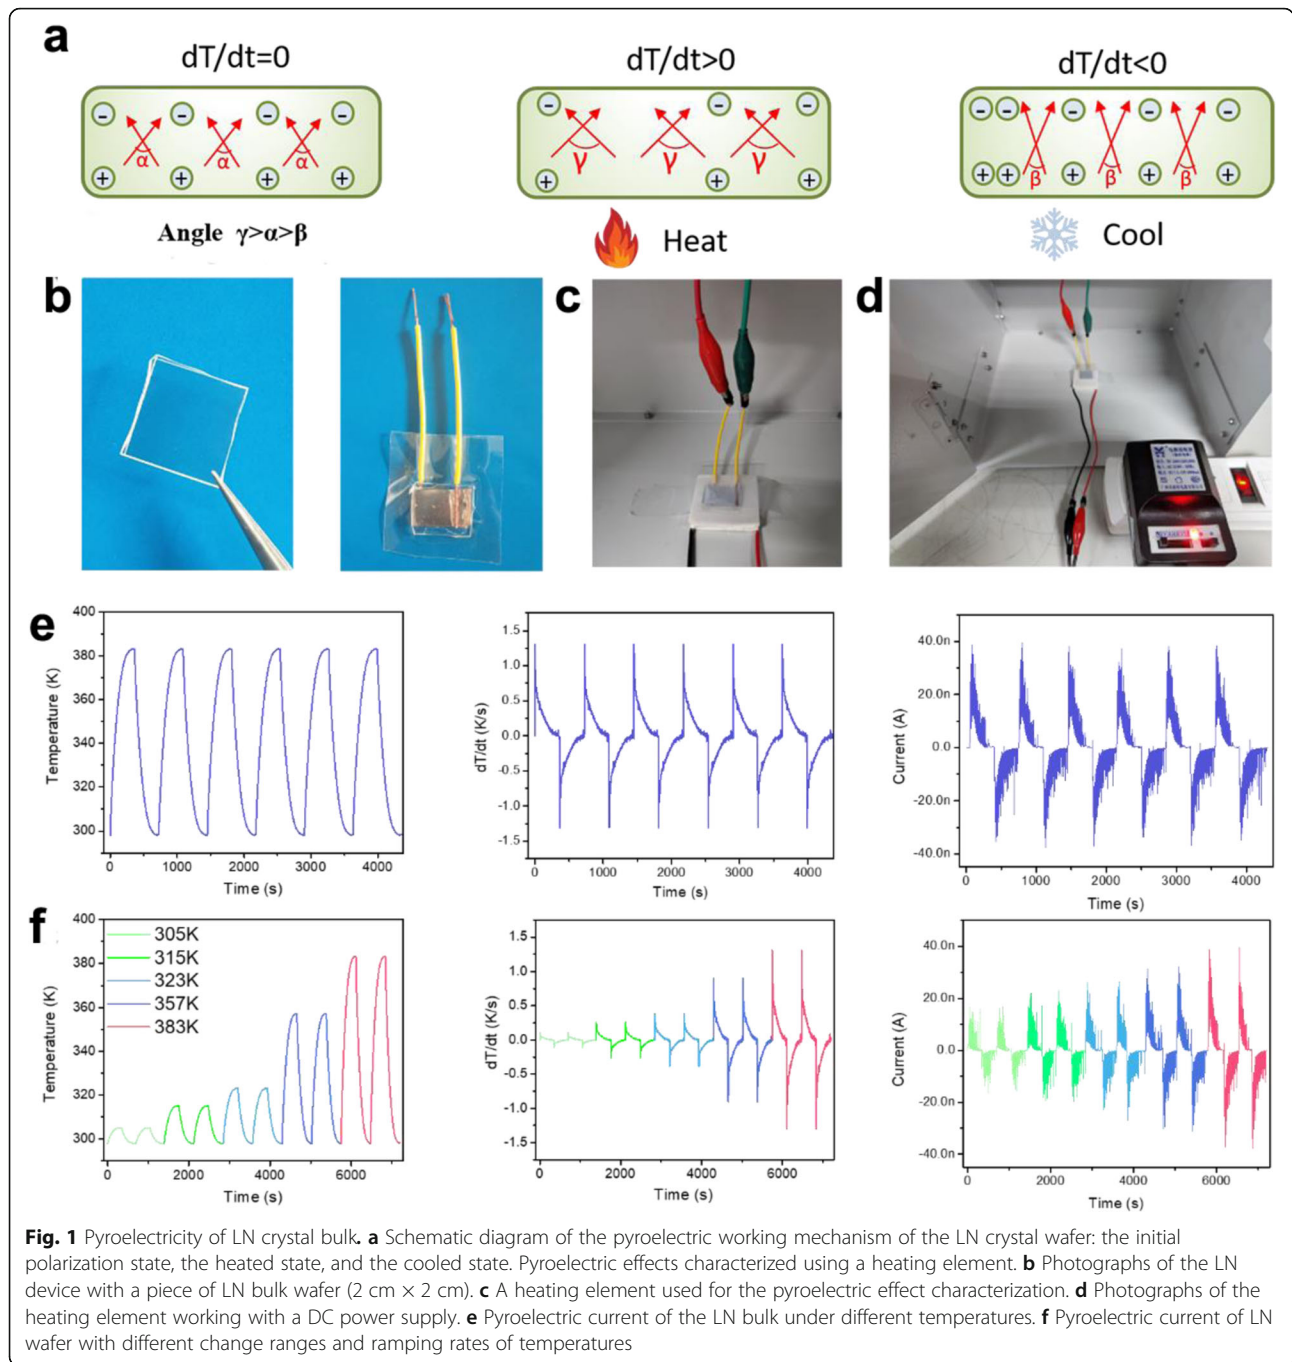 a
dT/dt=0
dT/dt>0
dT/dt<0
- - - -
- - -
- - - - -
α α α
γ γ γ
β β β
+ + + +
+ + +
+ + + + +
Angle γ>α>β
Heat
Cool
b
c
d
e
400
380
360
340
320
300
Temperature (K)
0 1000 2000 3000 4000
Time (s)
1.5
1.0
0.5
0.0
-0.5
-1.0
-1.5
dT/dt (K/s)
0 1000 2000 3000 4000
Time (s)
40.0n
20.0n
0.0
-20.0n
-40.0n
Current (A)
0 1000 2000 3000 4000
Time (s)
f
400
380
360
340
320
300
Temperature (K)
305K
315K
323K
357K
383K
0 2000 4000 6000
Time (s)
1.5
1.0
0.5
0.0
-0.5
-1.0
-1.5
dT/dt (K/s)
0 2000 4000 6000
Time (s)
40.0n
20.0n
0.0
-20.0n
-40.0n
Current (A)
0 2000 4000 6000
Time (s)
Fig. 1 Pyroelectricity of LN crystal bulk. a Schematic diagram of the pyroelectric working mechanism of the LN crystal wafer: the initial
polarization state, the heated state, and the cooled state. Pyroelectric effects characterized using a heating element. b Photographs of the LN
device with a piece of LN bulk wafer (2 cm × 2 cm). c A heating element used for the pyroelectric effect characterization. d Photographs of the
heating element working with a DC power supply. e Pyroelectric current of the LN bulk under different temperatures. f Pyroelectric current of LN
wafer with different change ranges and ramping rates of temperatures